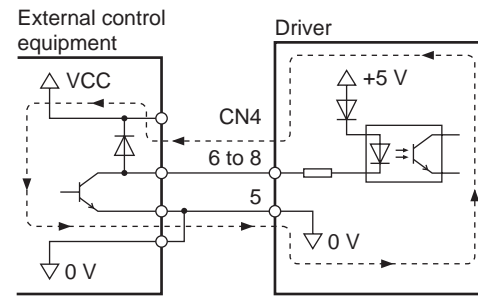 External control
equipment
Driver
VCC
+5 V
CN4
6 to 8
5
0 V
0 V